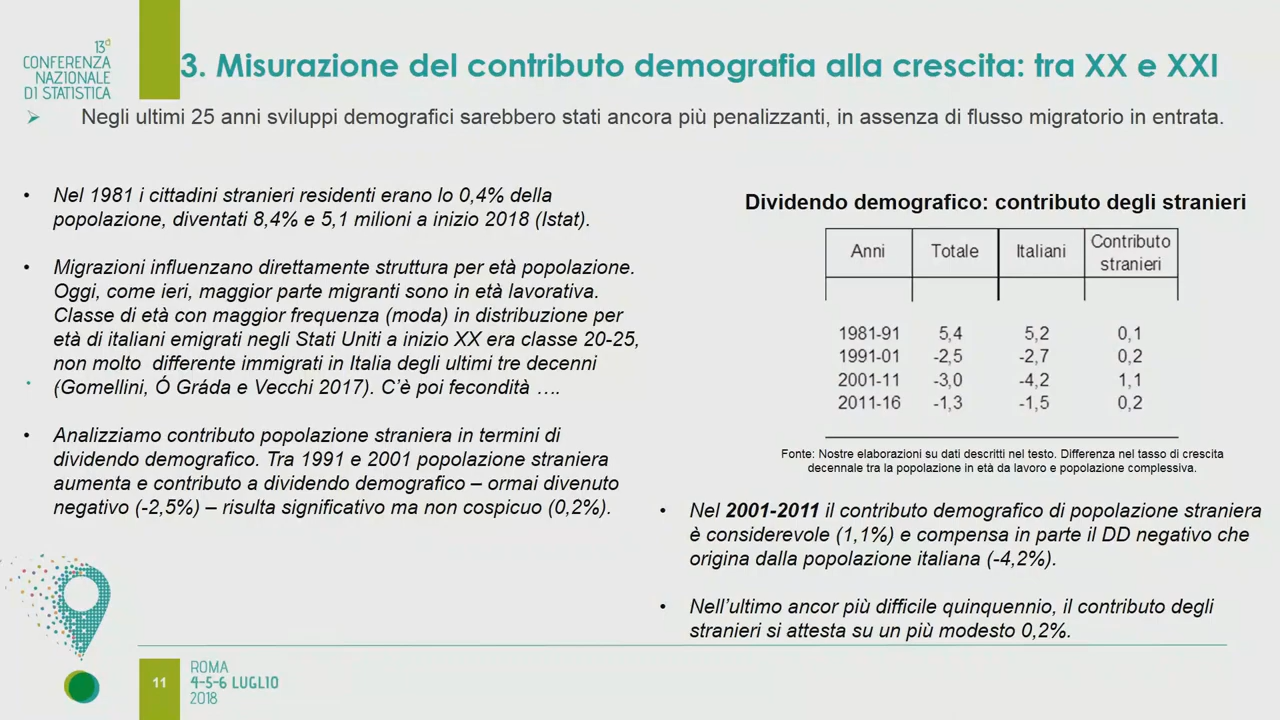 13ª
CONFERENZA
NAZIONALE
DI STATISTICA
3. Misurazione del contributo demografia alla crescita: tra XX e XXI
Negli ultimi 25 anni sviluppi demografici sarebbero stati ancora più penalizzanti, in assenza di flusso migratorio in entrata.
• Nel 1981 i cittadini stranieri residenti erano lo 0,4% della
popolazione, diventati 8,4% e 5,1 milioni a inizio 2018 (Istat).
• Migrazioni influenzano direttamente struttura per età popolazione.
Oggi, come ieri, maggior parte migranti sono in età lavorativa.
Classe di età con maggior frequenza (moda) in distribuzione per
età di italiani emigrati negli Stati Uniti a inizio XX era classe 20-25,
non molto differente immigrati in Italia degli ultimi tre decenni
(Gomellini, Ó Gráda e Vecchi 2017). C'è poi fecondità ….
• Analizziamo contributo popolazione straniera in termini di
dividendo demografico. Tra 1991 e 2001 popolazione straniera
aumenta e contributo a dividendo demografico – ormai divenuto
negativo (-2,5%) – risulta significativo ma non cospicuo (0,2%).
Dividendo demografico: contributo degli stranieri
Anni Totale Italiani Contributo
stranieri
1981-91 5,4 5,2 0,1
1991-01 -2,5 -2,7 0,2
2001-11 -3,0 -4,2 1,1
2011-16 -1,3 -1,5 0,2
Fonte: Nostre elaborazioni su dati descritti nel testo. Differenza nel tasso di crescita
decennale tra la popolazione in età da lavoro e popolazione complessiva.
• Nel 2001-2011 il contributo demografico di popolazione straniera
è considerevole (1,1%) e compensa in parte il DD negativo che
origina dalla popolazione italiana (-4,2%).
• Nell'ultimo ancor più difficile quinquennio, il contributo degli
stranieri si attesta su un più modesto 0,2%.
11
ROMA
4-5-6 LUGLIO
2018